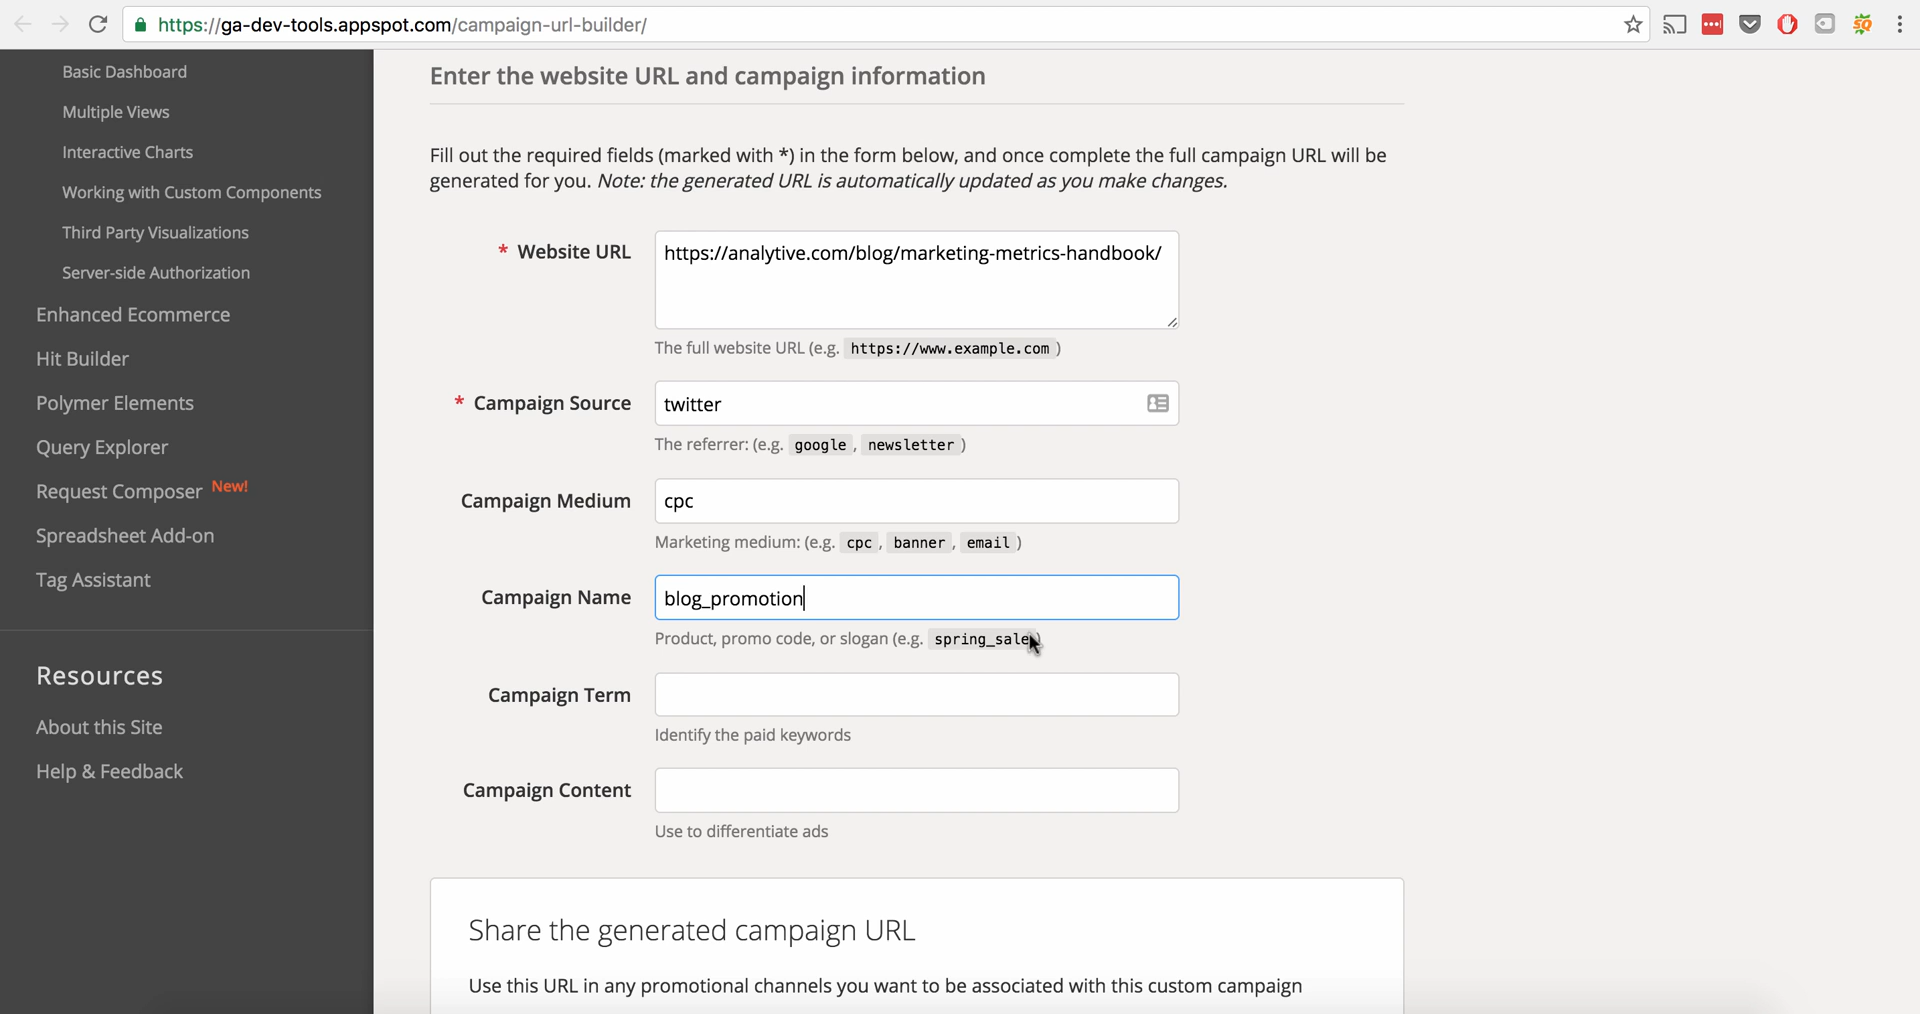 https://ga-dev-tools.appspot.com/campaign-url-builder/
Basic Dashboard
Multiple Views
Interactive Charts
Working with Custom Components
Third Party Visualizations
Server-side Authorization
Enhanced Ecommerce
Hit Builder
Polymer Elements
Query Explorer
Request Composer New!
Spreadsheet Add-on
Tag Assistant
Resources
About this Site
Help & Feedback
Enter the website URL and campaign information
Fill out the required fields (marked with *) in the form below, and once complete the full campaign URL will be
generated for you. Note: the generated URL is automatically updated as you make changes.
* Website URL
https://analytive.com/blog/marketing-metrics-handbook/
The full website URL (e.g. https://www.example.com )
* Campaign Source
twitter
The referrer: (e.g. google , newsletter )
Campaign Medium
cpc
Marketing medium: (e.g. cpc , banner , email )
Campaign Name
blog_promotion
Product, promo code, or slogan (e.g. spring_sale )
Campaign Term
Identify the paid keywords
Campaign Content
Use to differentiate ads
Share the generated campaign URL
Use this URL in any promotional channels you want to be associated with this custom campaign